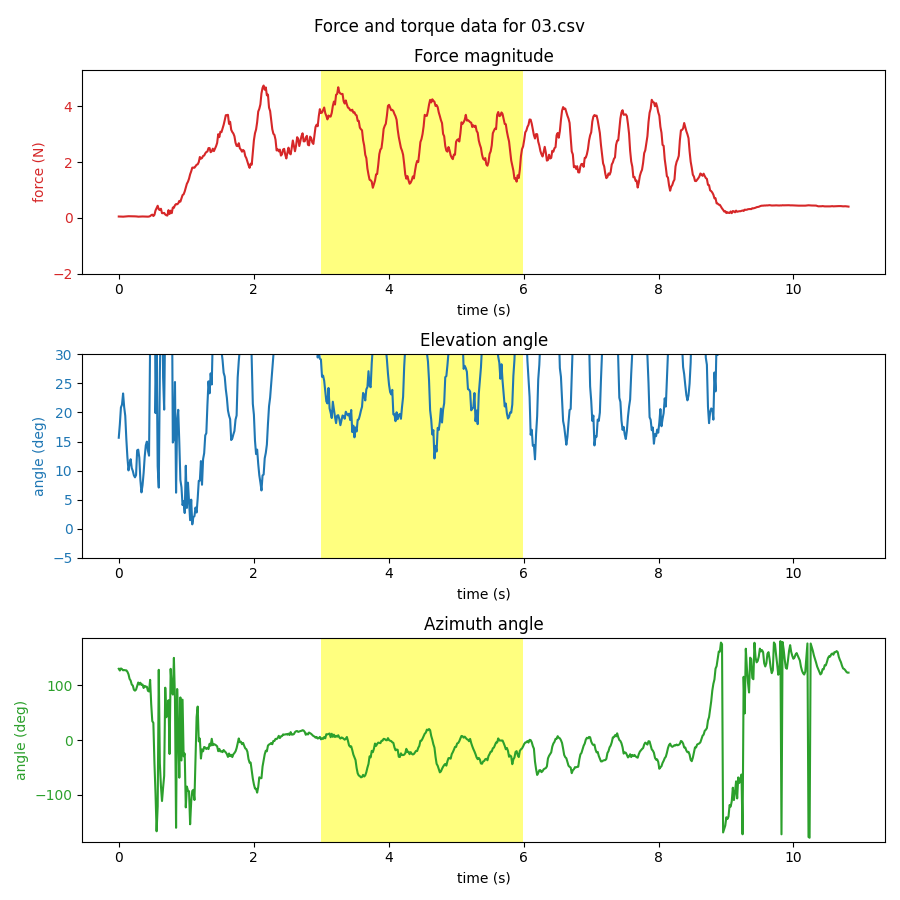 Force and torque data for 03.csv
Force magnitude
4
2
0
−2
force (N)
0 2 4 6 8 10
time (s)
Elevation angle
30
25
20
15
10
5
0
−5
angle (deg)
0 2 4 6 8 10
time (s)
Azimuth angle
100
0
−100
angle (deg)
0 2 4 6 8 10
time (s)